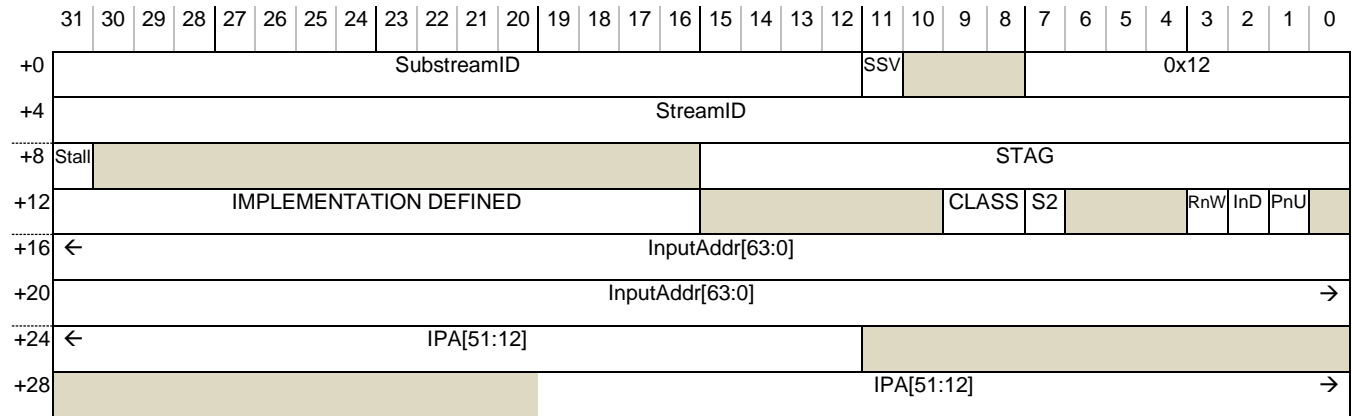 31 30 29 28 27 26 25 24 23 22 21 20 19 18 17 16 15 14 13 12 11 10 9 8 7 6 5 4 3 2 1 0
+0 SubstreamID SSV 0x12
+4 StreamID
+8 Stall STAG
+12 IMPLEMENTATION DEFINED CLASS S2 RnW InD PnU
+16 ← InputAddr[63:0]
+20 InputAddr[63:0] →
+24 ← IPA[51:12]
+28 IPA[51:12] →